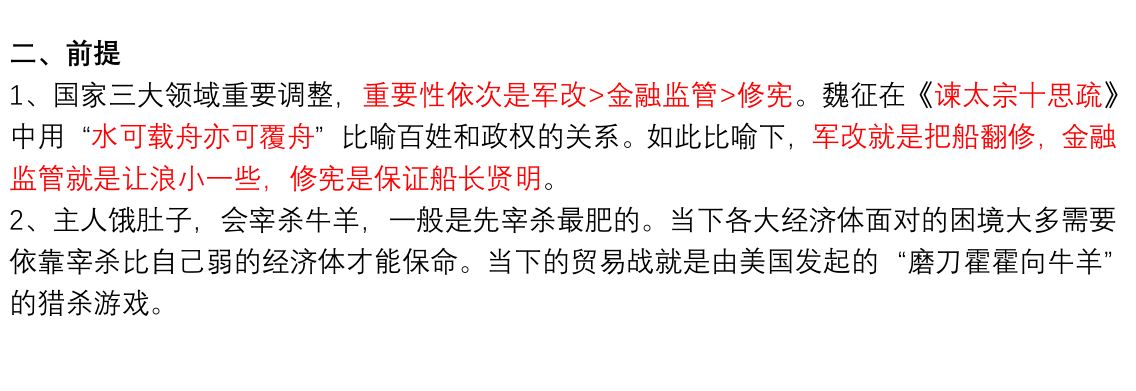 二、前提
1、国家三大领域重要调整，重要性依次是军改>金融监管>修宪。魏征在《谏太宗十思疏》
中用“水可载舟亦可覆舟”比喻百姓和政权的关系。如此比喻下，军改就是把船翻修，金融
监管就是让浪小一些，修宪是保证船长贤明。
2、主人饿肚子，会宰杀牛羊，一般是先宰杀最肥的。当下各大经济体面对的困境大多需要
依靠宰杀比自己弱的经济体才能保命。当下的贸易战就是由美国发起的“磨刀霍霍向牛羊”
的猎杀游戏。